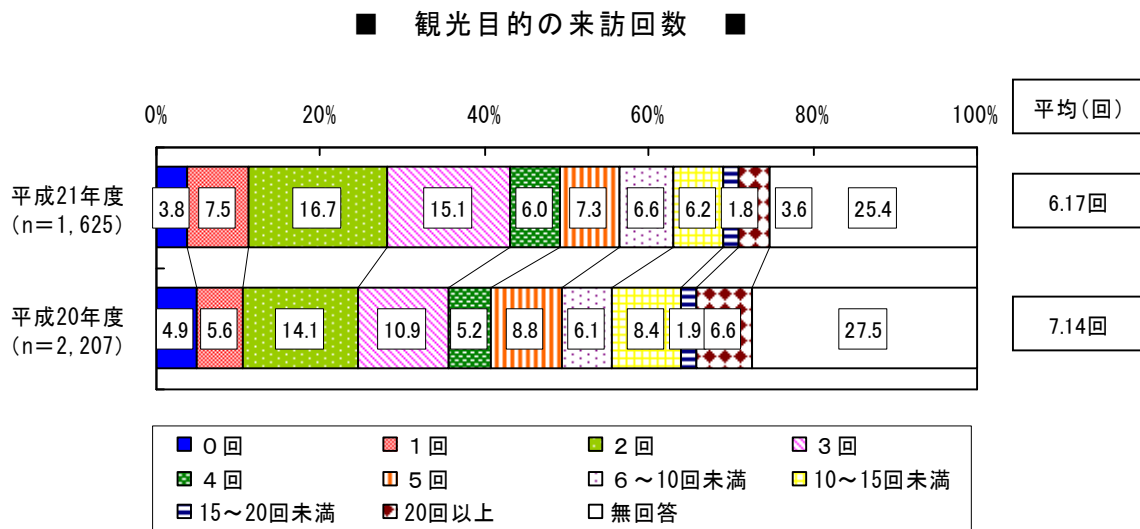 ■ 観光目的の来訪回数 ■
0% 20% 40% 60% 80% 100%
平均(回)
平成21年度
(n=1,625)
3.8 7.5 16.7 15.1 6.0 7.3 6.6 6.2 1.8 3.6 25.4
6.17回
平成20年度
(n=2,207)
4.9 5.6 14.1 10.9 5.2 8.8 6.1 8.4 1.9 6.6 27.5
7.14回
０回 １回 ２回 ３回
４回 ５回 ６～10回未満 10～15回未満
15～20回未満 20回以上 無回答